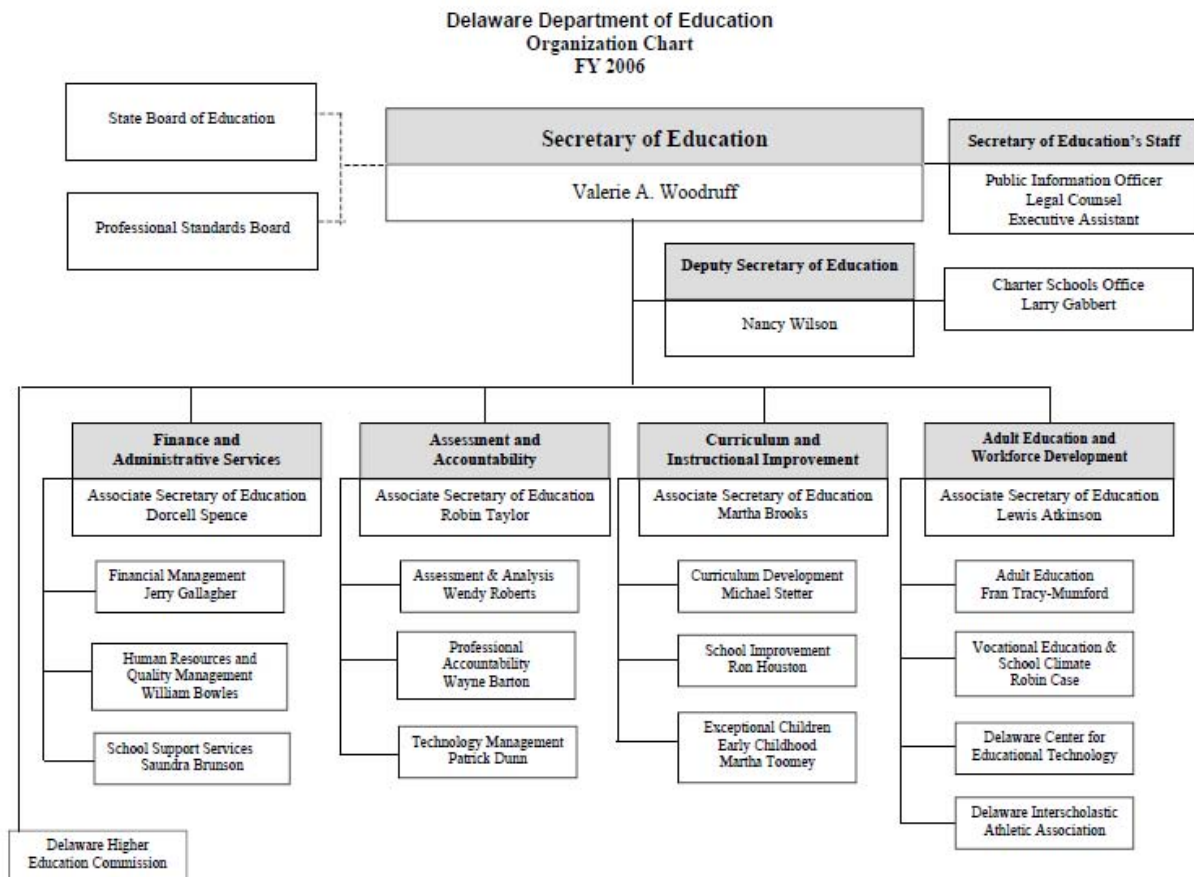 Delaware Department of Education
Organization Chart
FY 2006
State Board of Education
Professional Standards Board
Secretary of Education
Valerie A. Woodruff
Secretary of Education's Staff
Public Information Officer
Legal Counsel
Executive Assistant
Deputy Secretary of Education
Nancy Wilson
Charter Schools Office
Larry Gabbert
Finance and
Administrative Services
Associate Secretary of Education
Dorcell Spence
Financial Management
Jerry Gallagher
Human Resources and
Quality Management
William Bowles
School Support Services
Saundra Brunson
Assessment and
Accountability
Associate Secretary of Education
Robin Taylor
Assessment & Analysis
Wendy Roberts
Professional
Accountability
Wayne Barton
Technology Management
Patrick Dunn
Curriculum and
Instructional Improvement
Associate Secretary of Education
Martha Brooks
Curriculum Development
Michael Stetter
School Improvement
Ron Houston
Exceptional Children
Early Childhood
Martha Toomey
Adult Education and
Workforce Development
Associate Secretary of Education
Lewis Atkinson
Adult Education
Fran Tracy-Mumford
Vocational Education &
School Climate
Robin Case
Delaware Center for
Educational Technology
Delaware Interscholastic
Athletic Association
Delaware Higher
Education Commission